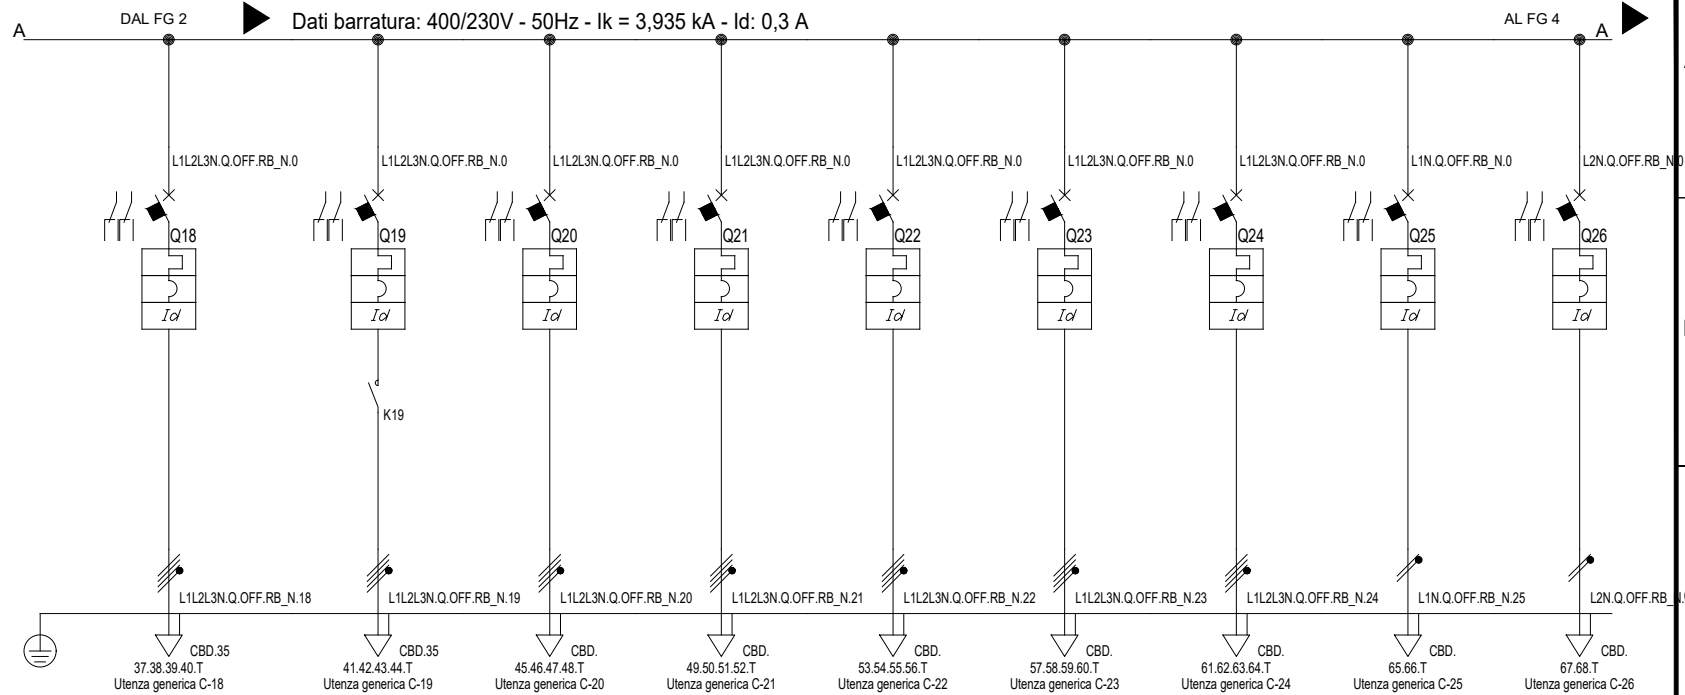 DAL FG 2 Dati barratura: 400/230V - 50Hz - Ik = 3,935 kA - Id: 0,3 A AL FG 4
A A
L1L2L3N.Q.OFF.RB_N.0 L1L2L3N.Q.OFF.RB_N.0 L1L2L3N.Q.OFF.RB_N.0 L1L2L3N.Q.OFF.RB_N.0 L1L2L3N.Q.OFF.RB_N.0 L1L2L3N.Q.OFF.RB_N.0 L1L2L3N.Q.OFF.RB_N.0 L1N.Q.OFF.RB_N.0 L2N.Q.OFF.RB_N.0
Q18 Q19 Q20 Q21 Q22 Q23 Q24 Q25 Q26
Id Id Id Id Id Id Id Id Id
K19
L1L2L3N.Q.OFF.RB_N.18 L1L2L3N.Q.OFF.RB_N.19 L1L2L3N.Q.OFF.RB_N.20 L1L2L3N.Q.OFF.RB_N.21 L1L2L3N.Q.OFF.RB_N.22 L1L2L3N.Q.OFF.RB_N.23 L1L2L3N.Q.OFF.RB_N.24 L1N.Q.OFF.RB_N.25 L2N.Q.OFF.RB_N
CBD.35 CBD.35 CBD. CBD. CBD. CBD. CBD. CBD. CBD.
37.38.39.40.T 41.42.43.44.T 45.46.47.48.T 49.50.51.52.T 53.54.55.56.T 57.58.59.60.T 61.62.63.64.T 65.66.T 67.68.T
Utenza generica C-18 Utenza generica C-19 Utenza generica C-20 Utenza generica C-21 Utenza generica C-22 Utenza generica C-23 Utenza generica C-24 Utenza generica C-25 Utenza generica C-26